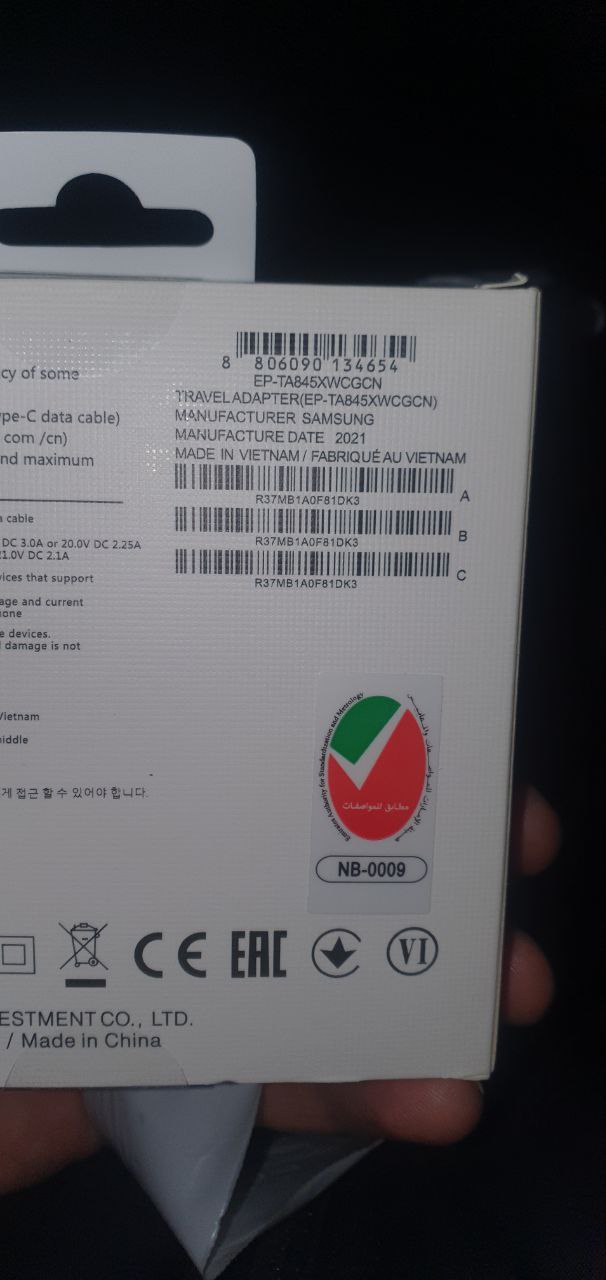 8 806090 134654
EP-TA845XWCGCN
TRAVEL ADAPTER(EP-TA845XWCGCN)
MANUFACTURER SAMSUNG
MANUFACTURE DATE 2021
MADE IN VIETNAM / FABRIQUÉ AU VIETNAM
R37MB1A0F81DK3
A
R37MB1A0F81DK3
B
R37MB1A0F81DK3
C
cy of some
ype-C data cable)
com /cn)
nd maximum
a cable
DC 3.0A or 20.0V DC 2.25A
1.0V DC 2.1A
vices that support
age and current
one
e devices.
l damage is not
Vietnam
iddle
게 접근 할 수 있어야 합니다.
Emirates Authority for Standardization and Metrology
مطابق للمواصفات
NB-0009
CE EAC VI
ESTMENT CO., LTD.
/ Made in China